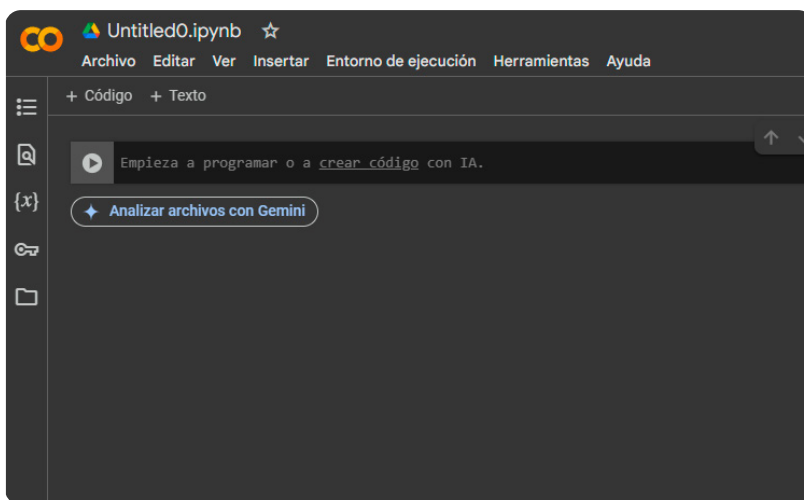 CO Untitled0.ipynb
Archivo Editar Ver Insertar Entorno de ejecución Herramientas Ayuda
+ Código + Texto
Empieza a programar o a crear código con IA.
{x}
Analizar archivos con Gemini